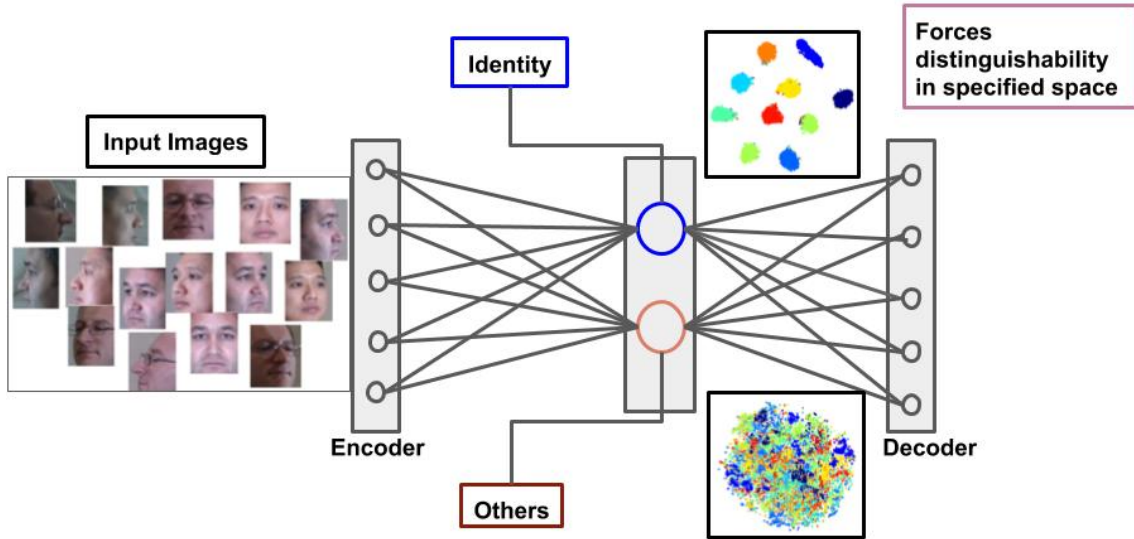 Input Images
Encoder
Identity
Others
Decoder
Forces
distinguishability
in specified space